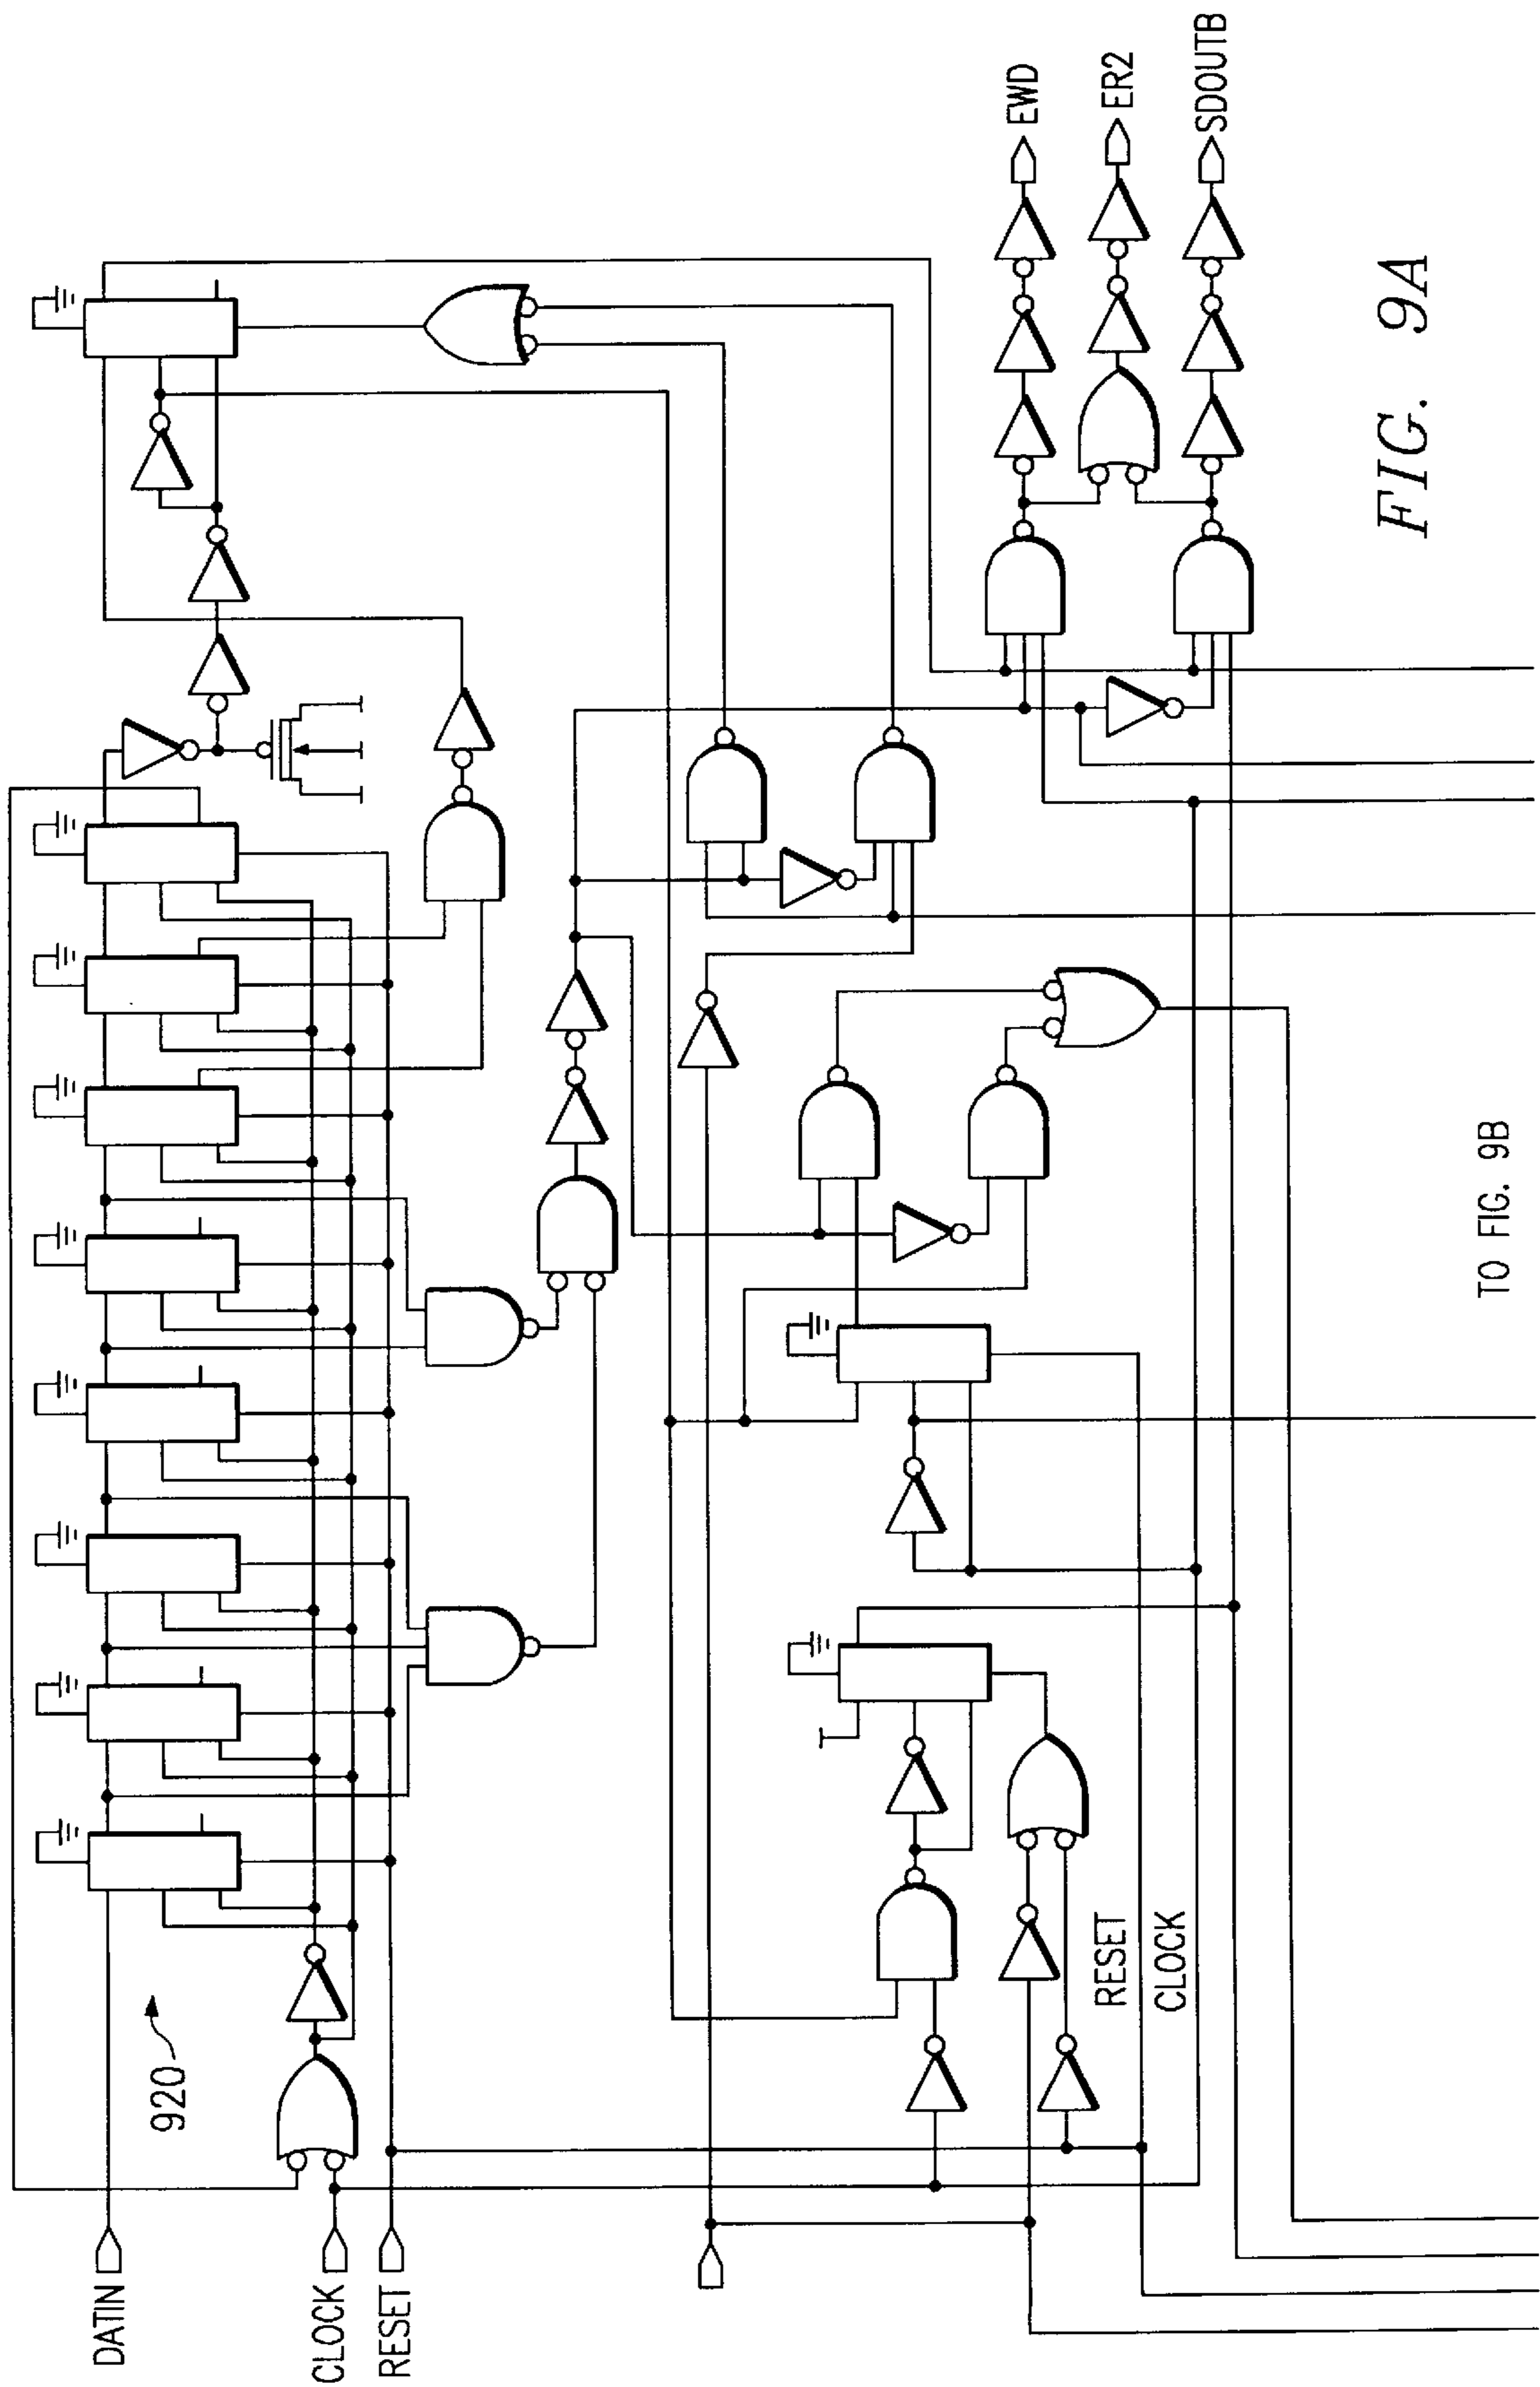 DATIN
920
CLOCK
RESET
RESET
CLOCK
EWD
ER2
SDOUTB
TO FIG. 9B
FIG. 9A